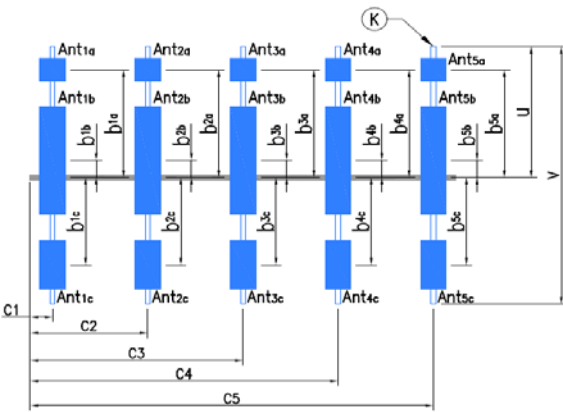 K
Ant1a Ant2a Ant3a Ant4a Ant5a
Ant1b Ant2b Ant3b Ant4b Ant5b
b1b b1a b2b b2a b3b b3a b4b b4a b5b b5a u v
b1c b2c b3c b4c b5c
Ant1c Ant2c Ant3c Ant4c Ant5c
C1
C2
C3
C4
C5